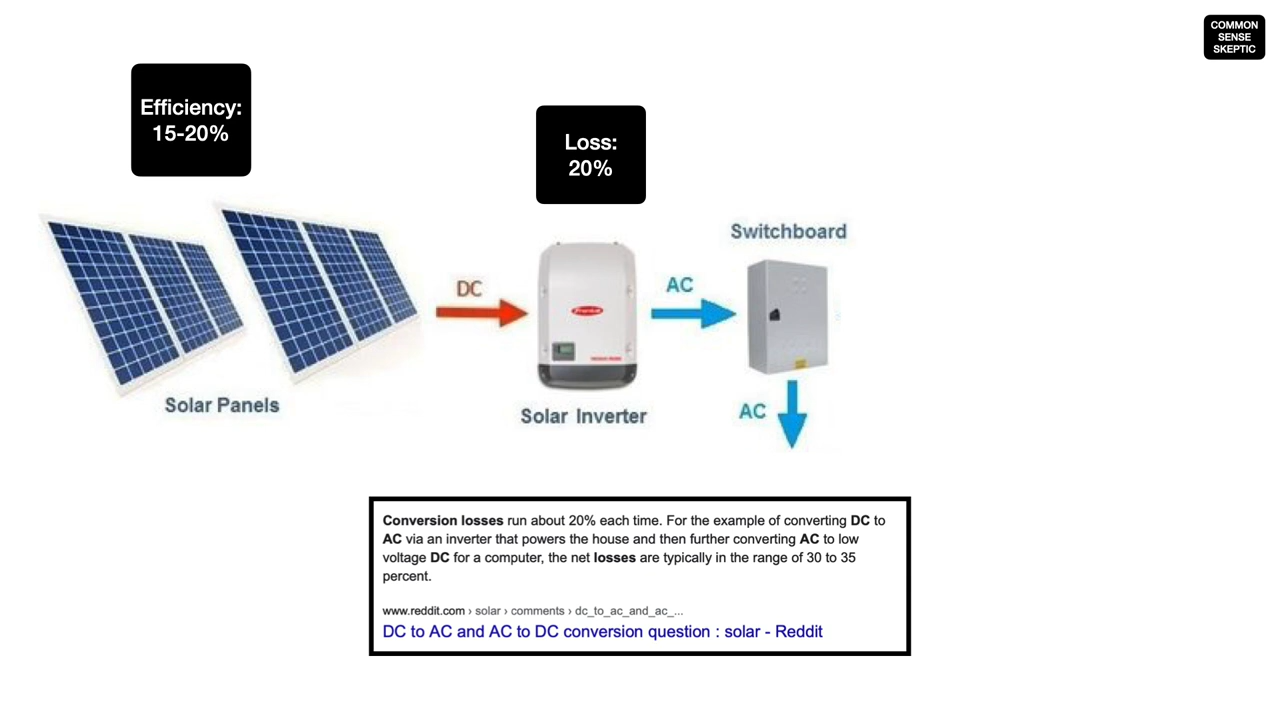 COMMON
SENSE
SKEPTIC
Efficiency:
15-20%
Loss:
20%
Switchboard
DC
AC
Solar Panels
Solar Inverter
AC
Conversion losses run about 20% each time. For the example of converting DC to
AC via an inverter that powers the house and then further converting AC to low
voltage DC for a computer, the net losses are typically in the range of 30 to 35
percent.
www.reddit.com › solar › comments › dc_to_ac_and_ac_...
DC to AC and AC to DC conversion question : solar - Reddit